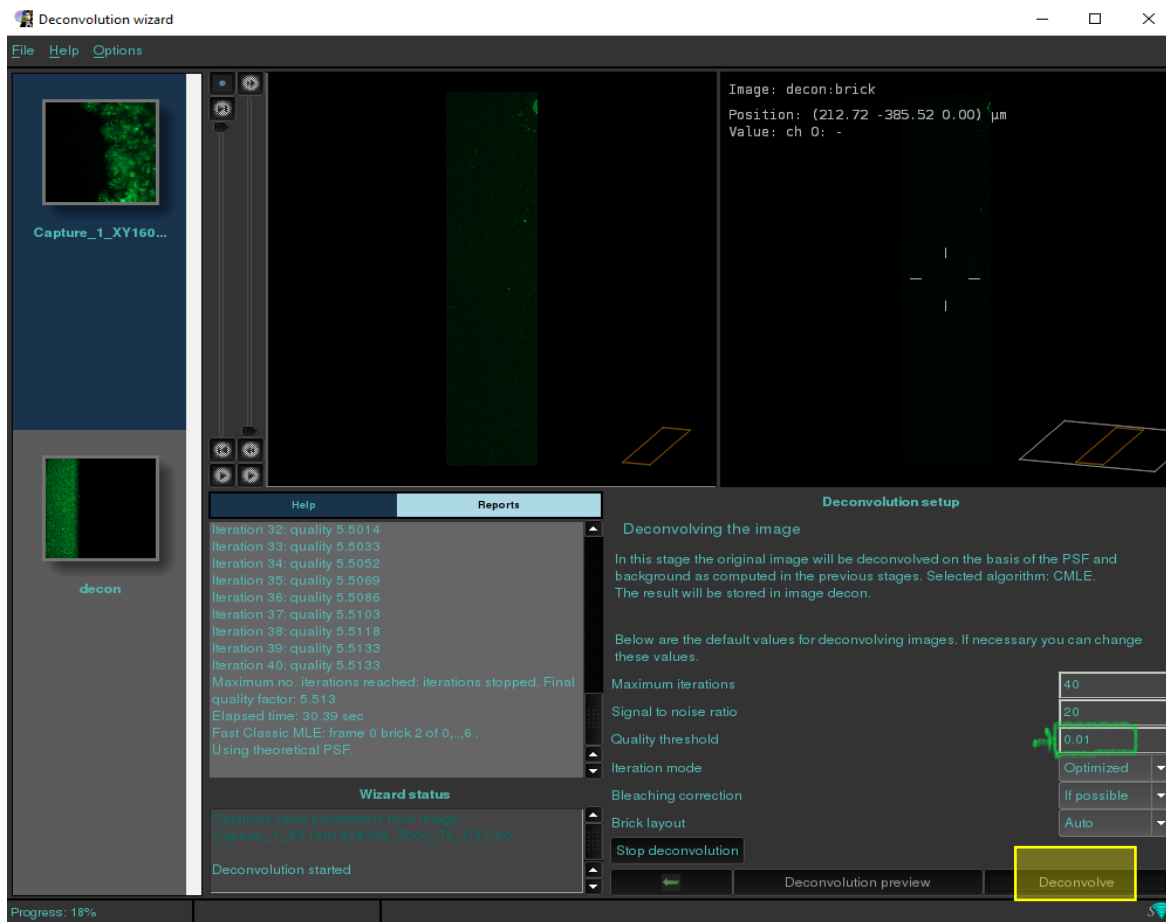 Deconvolution wizard
File Help Options
Capture_1_XY160...
decon
Image: decon:brick
Position: (212.72 -385.52 0.00) µm
Value: ch 0: -
Help Reports
Iteration 32: quality 5.5014
Iteration 33: quality 5.5033
Iteration 34: quality 5.5052
Iteration 35: quality 5.5069
Iteration 36: quality 5.5086
Iteration 37: quality 5.5103
Iteration 38: quality 5.5118
Iteration 39: quality 5.5133
Iteration 40: quality 5.5133
Maximum no. iterations reached: iterations stopped. Final
quality factor: 5.513
Elapsed time: 30.39 sec
Fast Classic MLE: frame 0 brick 2 of 0,..,6 .
Using theoretical PSF.
Wizard status
Obtained initial parameters from image
Deconvolution started
Deconvolution setup
Deconvolving the image
In this stage the original image will be deconvolved on the basis of the PSF and
background as computed in the previous stages. Selected algorithm: CMLE.
The result will be stored in image decon.
Below are the default values for deconvolving images. If necessary you can change
these values.
Maximum iterations 40
Signal to noise ratio 20
Quality threshold 0.01
Iteration mode Optimized
Bleaching correction If possible
Brick layout Auto
Stop deconvolution
Deconvolution preview Deconvolve
Progress: 18%